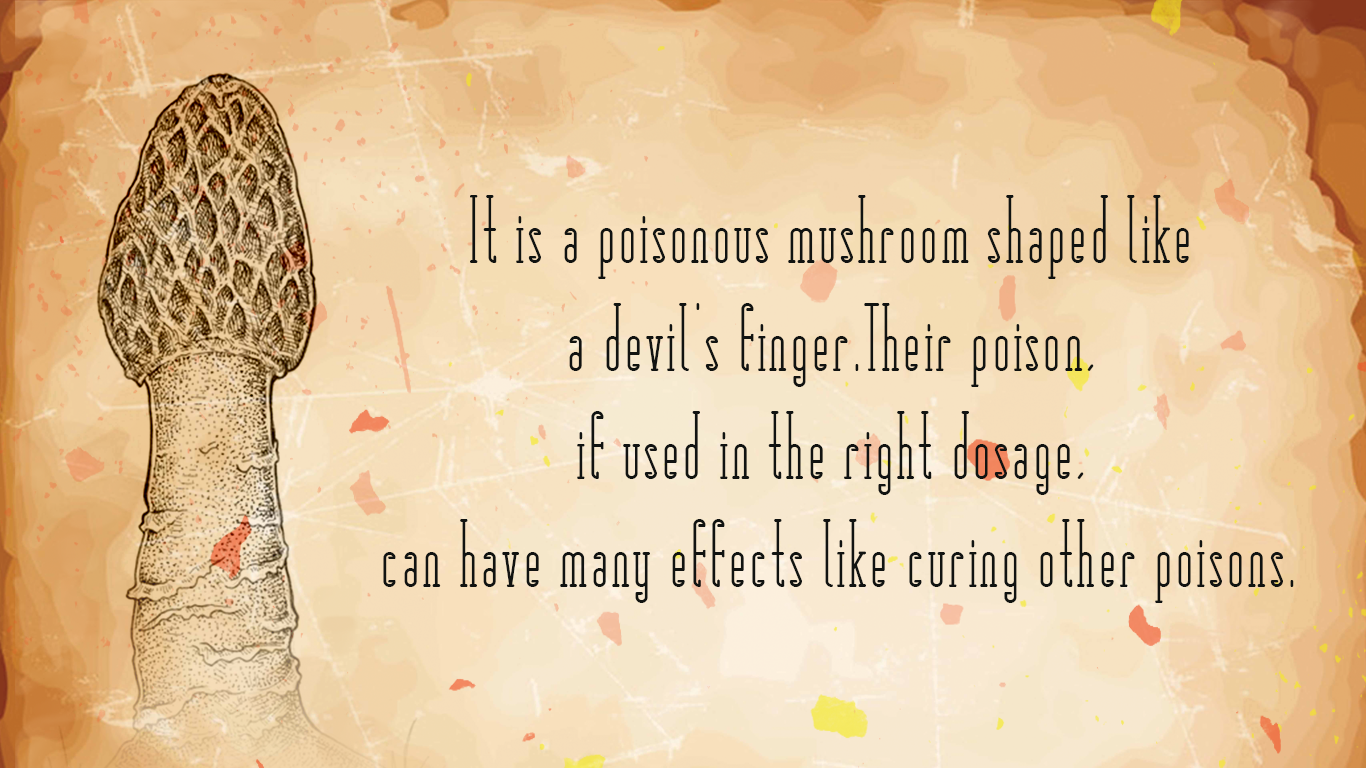 It is a poisonous mushroom shaped like
a devil's finger.Their poison,
if used in the right dosage,
can have many effects like curing other poisons.